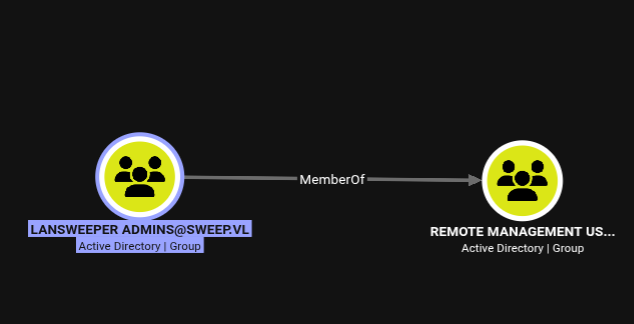 MemberOf
LANSWEEPER ADMINS@SWEEP.VL
Active Directory | Group
REMOTE MANAGEMENT US...
Active Directory | Group